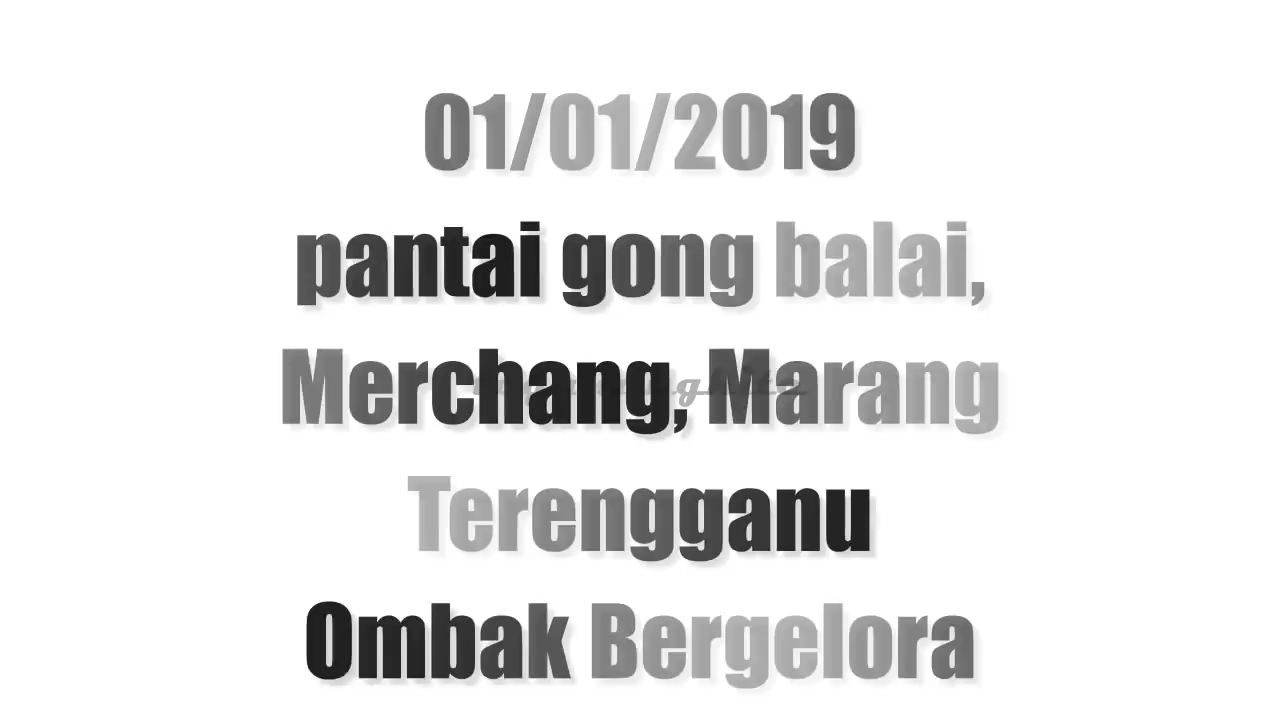 01/01/2019
pantai gong balai,
Merchang, Marang
Terengganu
Ombak Bergelora